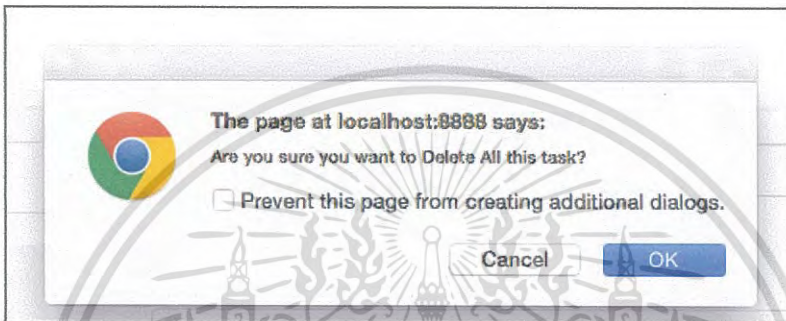 The page at localhost:8888 says:
Are you sure you want to Delete All this task?
Prevent this page from creating additional dialogs.
Cancel
OK